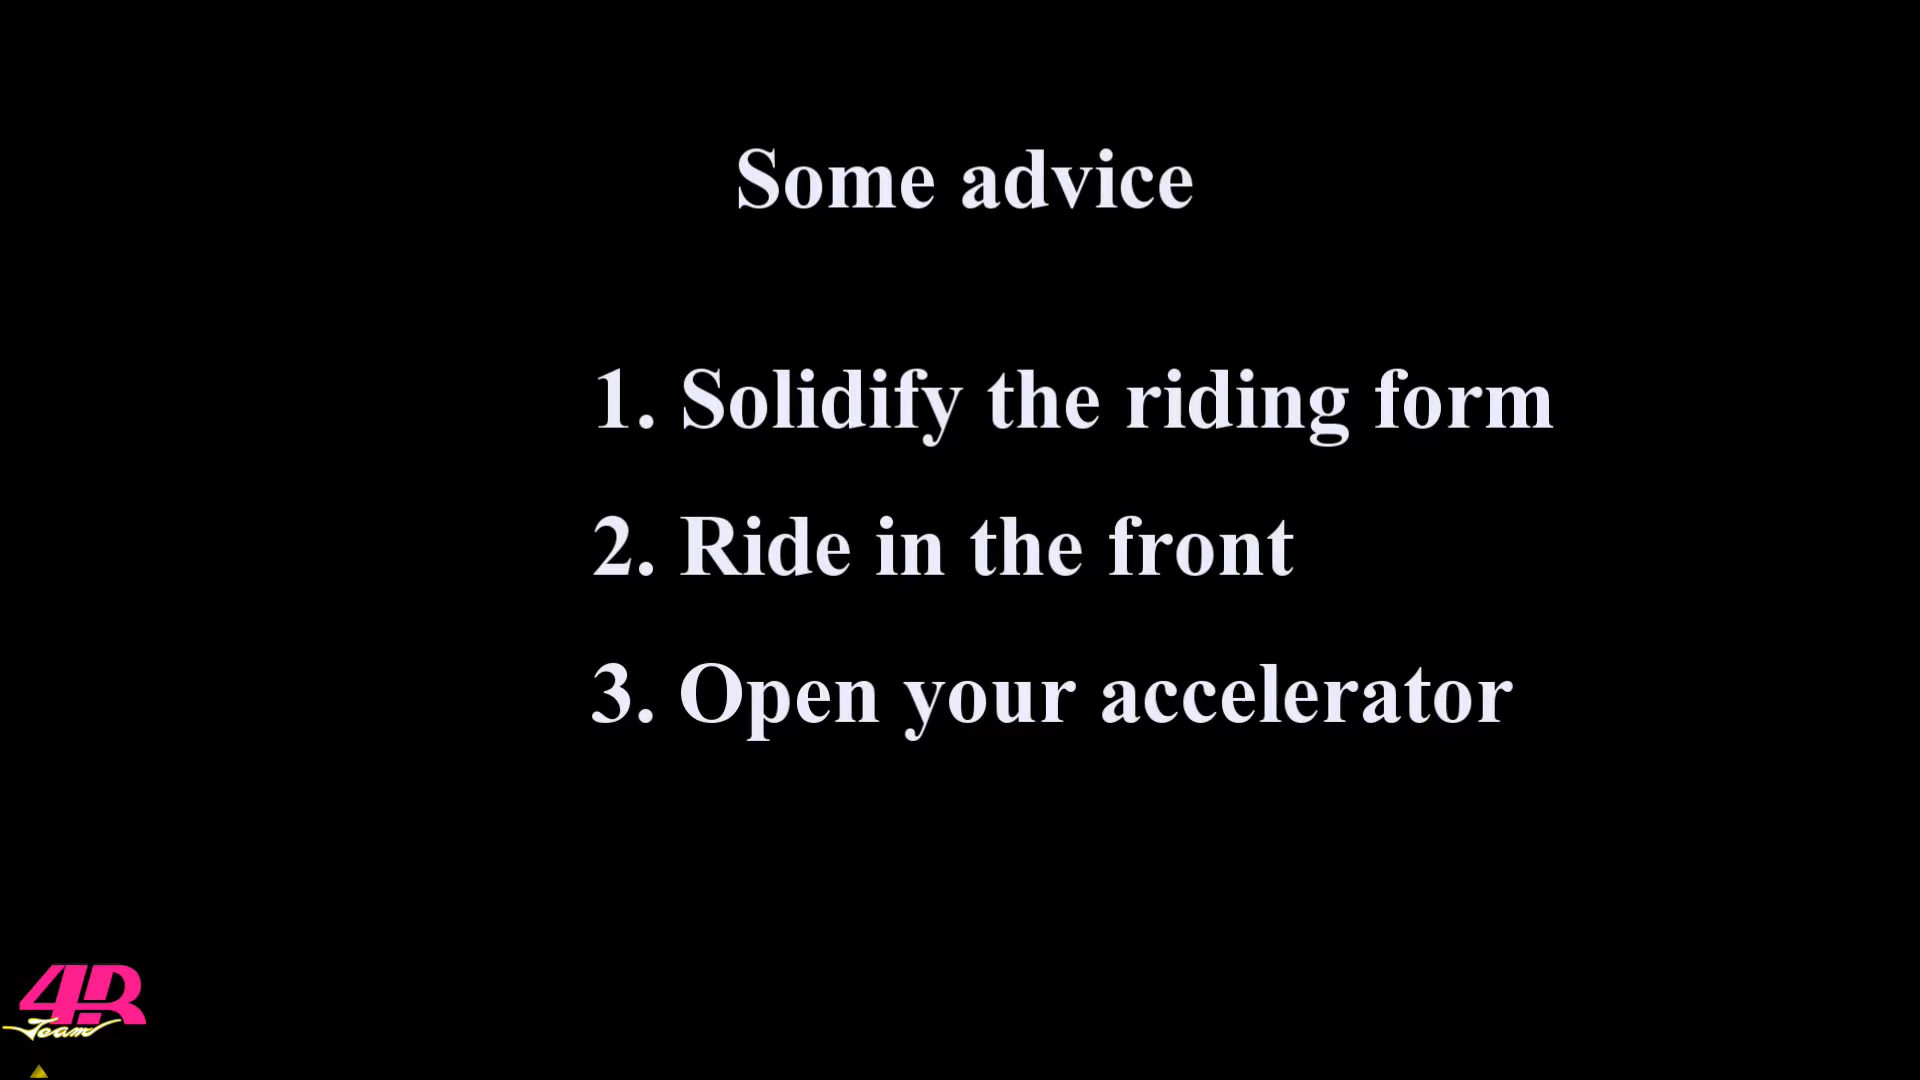 Some advice
1. Solidify the riding form
2. Ride in the front
3. Open your accelerator
4R
Team